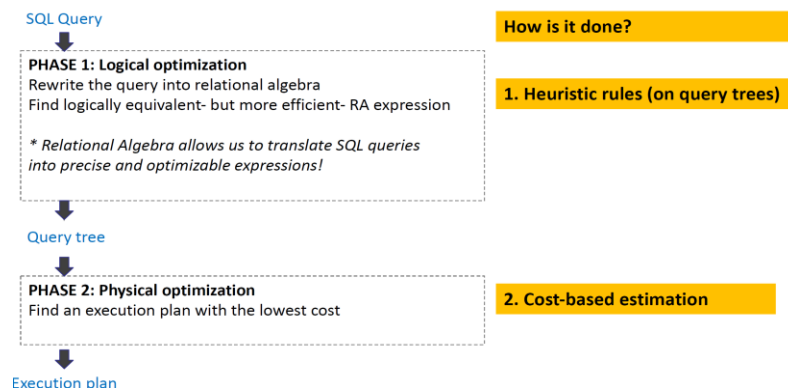 SQL Query
How is it done?
PHASE 1: Logical optimization
Rewrite the query into relational algebra
Find logically equivalent- but more efficient- RA expression
1. Heuristic rules (on query trees)
* Relational Algebra allows us to translate SQL queries
into precise and optimizable expressions!
Query tree
PHASE 2: Physical optimization
Find an execution plan with the lowest cost
2. Cost-based estimation
Execution plan